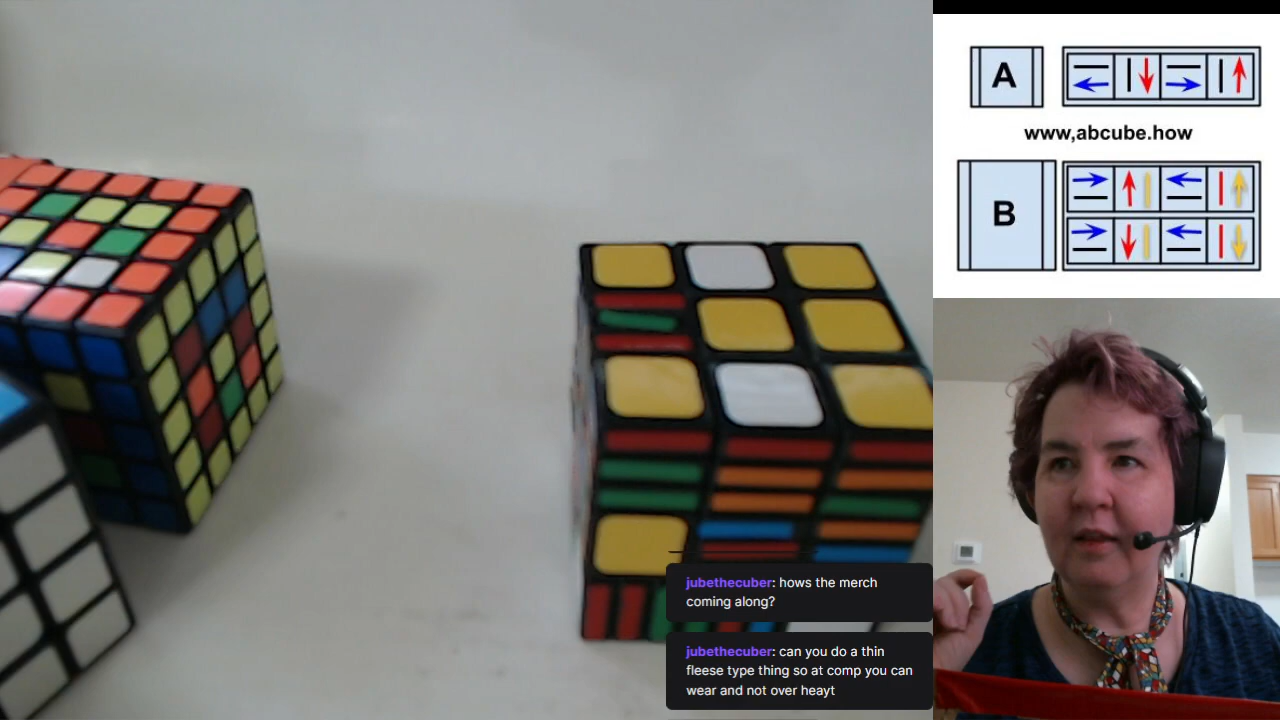 A
www,abcube.how
B
jubethecuber: hows the merch
coming along?
jubethecuber: can you do a thin
fleese type thing so at comp you can
wear and not over heayt